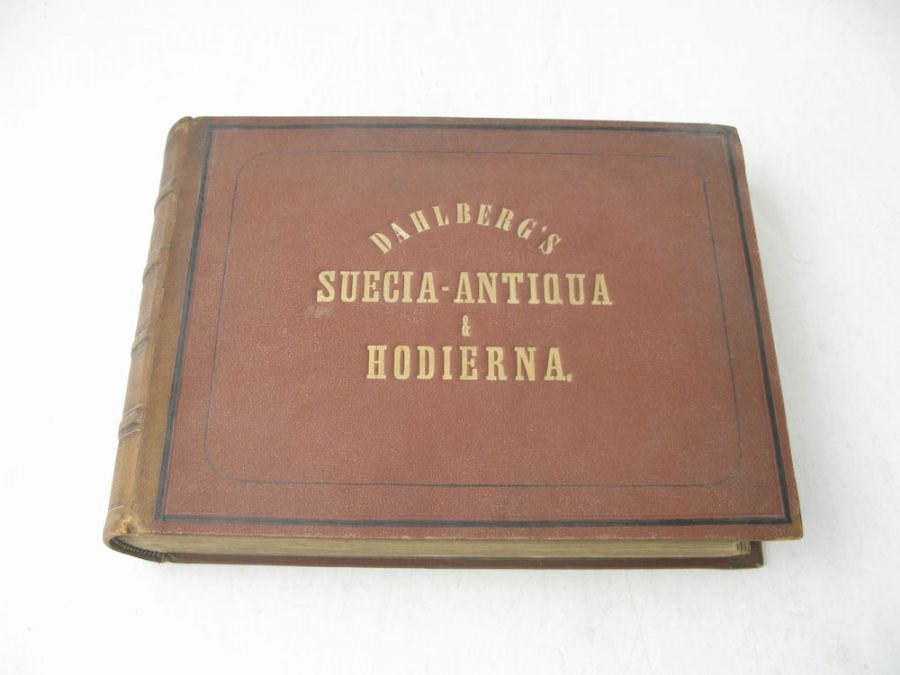 DAHLBERG'S
SUECIA-ANTIQUA
&
HODIERNA.